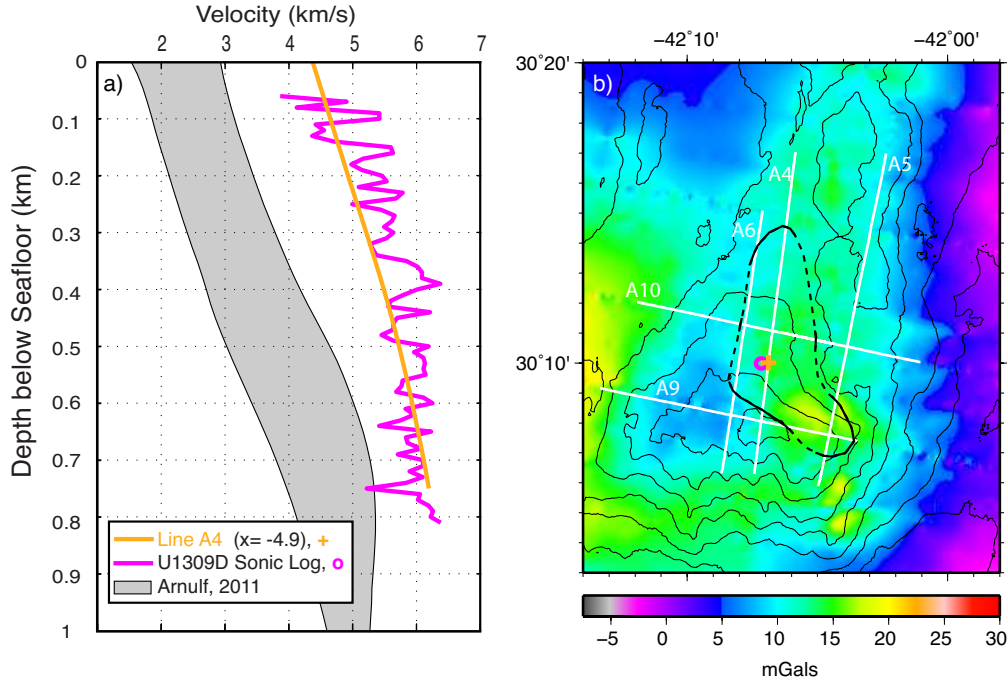 Velocity (km/s)
2 3 4 5 6 7
a)
Depth below Seafloor (km)
0
0.1
0.2
0.3
0.4
0.5
0.6
0.7
0.8
0.9
1
Line A4 (x= -4.9), +
U1309D Sonic Log, o
Arnulf, 2011
−42˚10' −42˚00'
30˚20'
30˚10'
b)
A4
A5
A6
A10
A9
−5 0 5 10 15 20 25 30
mGals